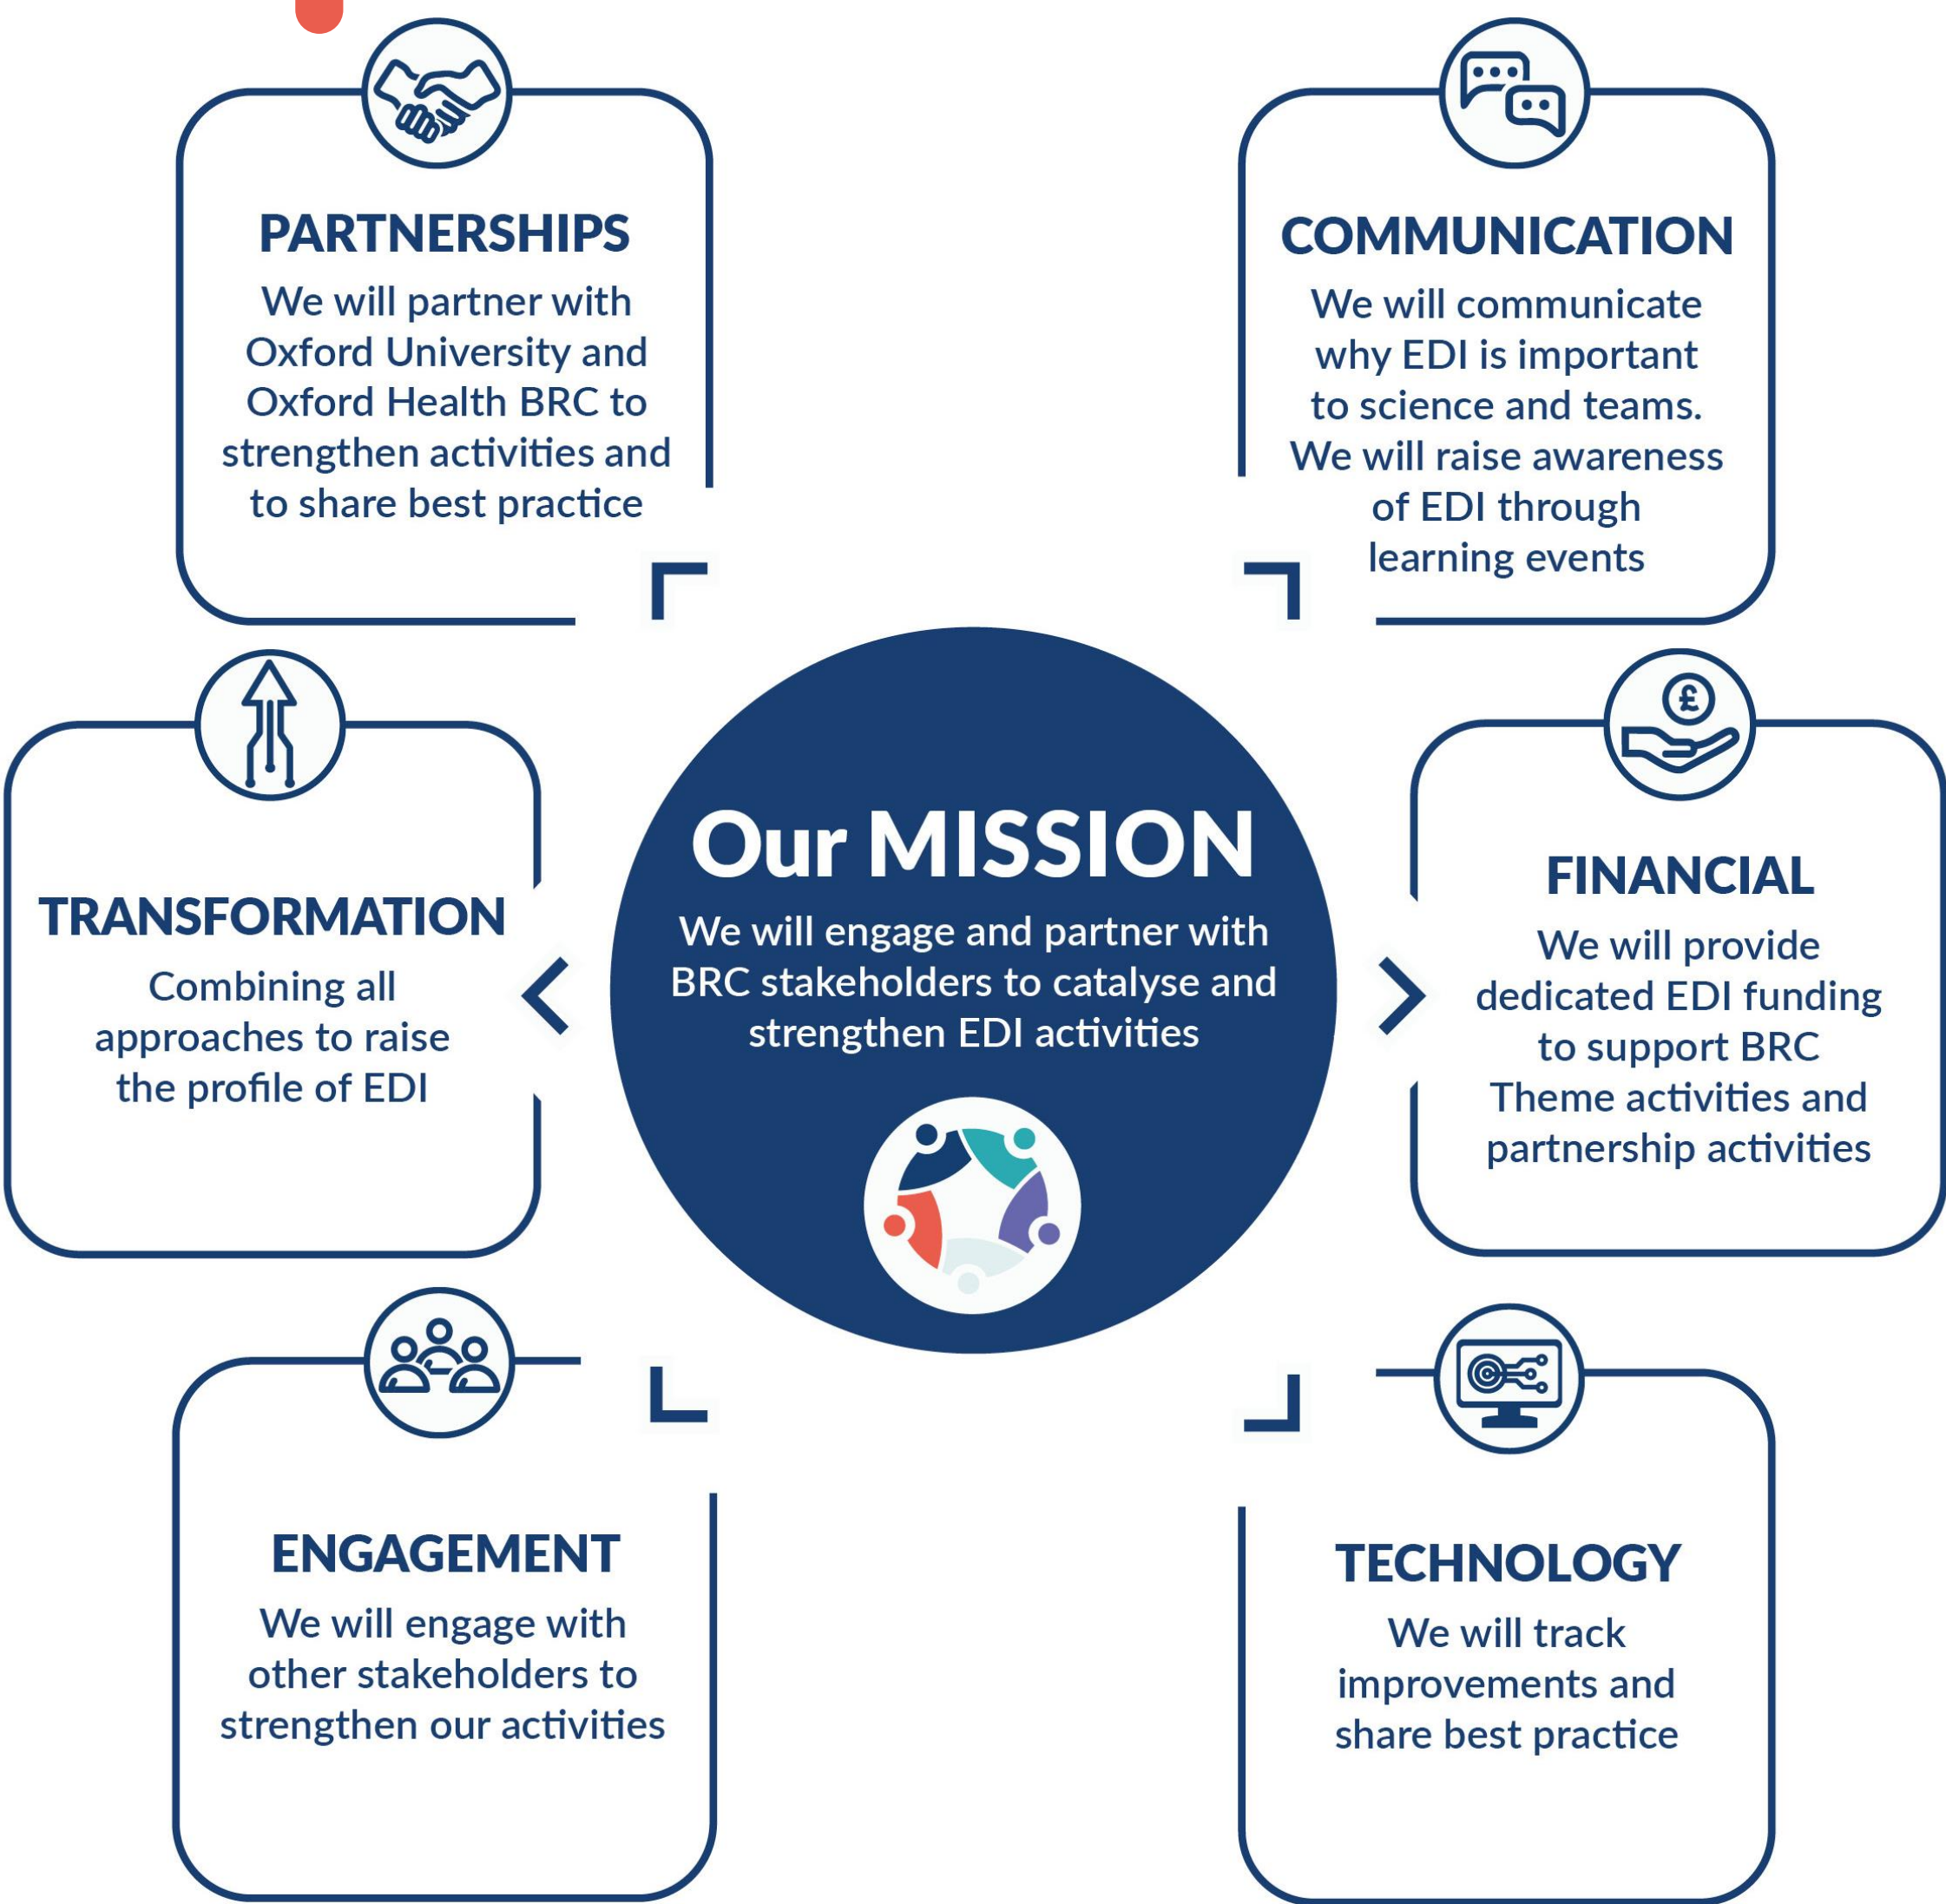 PARTNERSHIPS
We will partner with
Oxford University and
Oxford Health BRC to
strengthen activities and
to share best practice
COMMUNICATION
We will communicate
why EDI is important
to science and teams.
We will raise awareness
of EDI through
learning events
TRANSFORMATION
Combining all
approaches to raise
the profile of EDI
Our MISSION
We will engage and partner with
BRC stakeholders to catalyse and
strengthen EDI activities
£
FINANCIAL
We will provide
dedicated EDI funding
to support BRC
Theme activities and
partnership activities
ENGAGEMENT
We will engage with
other stakeholders to
strengthen our activities
TECHNOLOGY
We will track
improvements and
share best practice